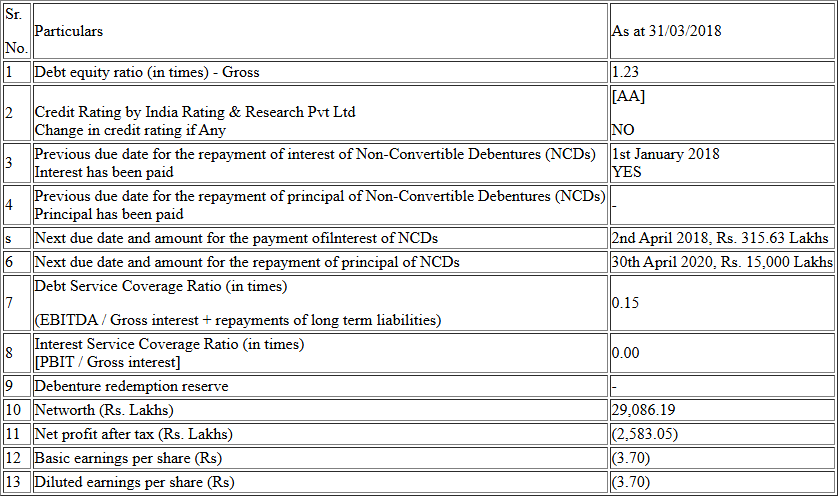 Sr.
No.
Particulars
As at 31/03/2018
1
Debt equity ratio (in times) - Gross
1.23
2
Credit Rating by India Rating & Research Pvt Ltd
Change in credit rating if Any
[AA]
NO
3
Previous due date for the repayment of interest of Non-Convertible Debentures (NCDs)
Interest has been paid
1st January 2018
YES
4
Previous due date for the repayment of principal of Non-Convertible Debentures (NCDs)
Principal has been paid
-
s
Next due date and amount for the payment ofilnterest of NCDs
2nd April 2018, Rs. 315.63 Lakhs
6
Next due date and amount for the repayment of principal of NCDs
30th April 2020, Rs. 15,000 Lakhs
7
Debt Service Coverage Ratio (in times)
(EBITDA / Gross interest + repayments of long term liabilities)
0.15
8
Interest Service Coverage Ratio (in times)
[PBIT / Gross interest]
0.00
9
Debenture redemption reserve
-
10
Networth (Rs. Lakhs)
29,086.19
11
Net profit after tax (Rs. Lakhs)
(2,583.05)
12
Basic earnings per share (Rs)
(3.70)
13
Diluted earnings per share (Rs)
(3.70)